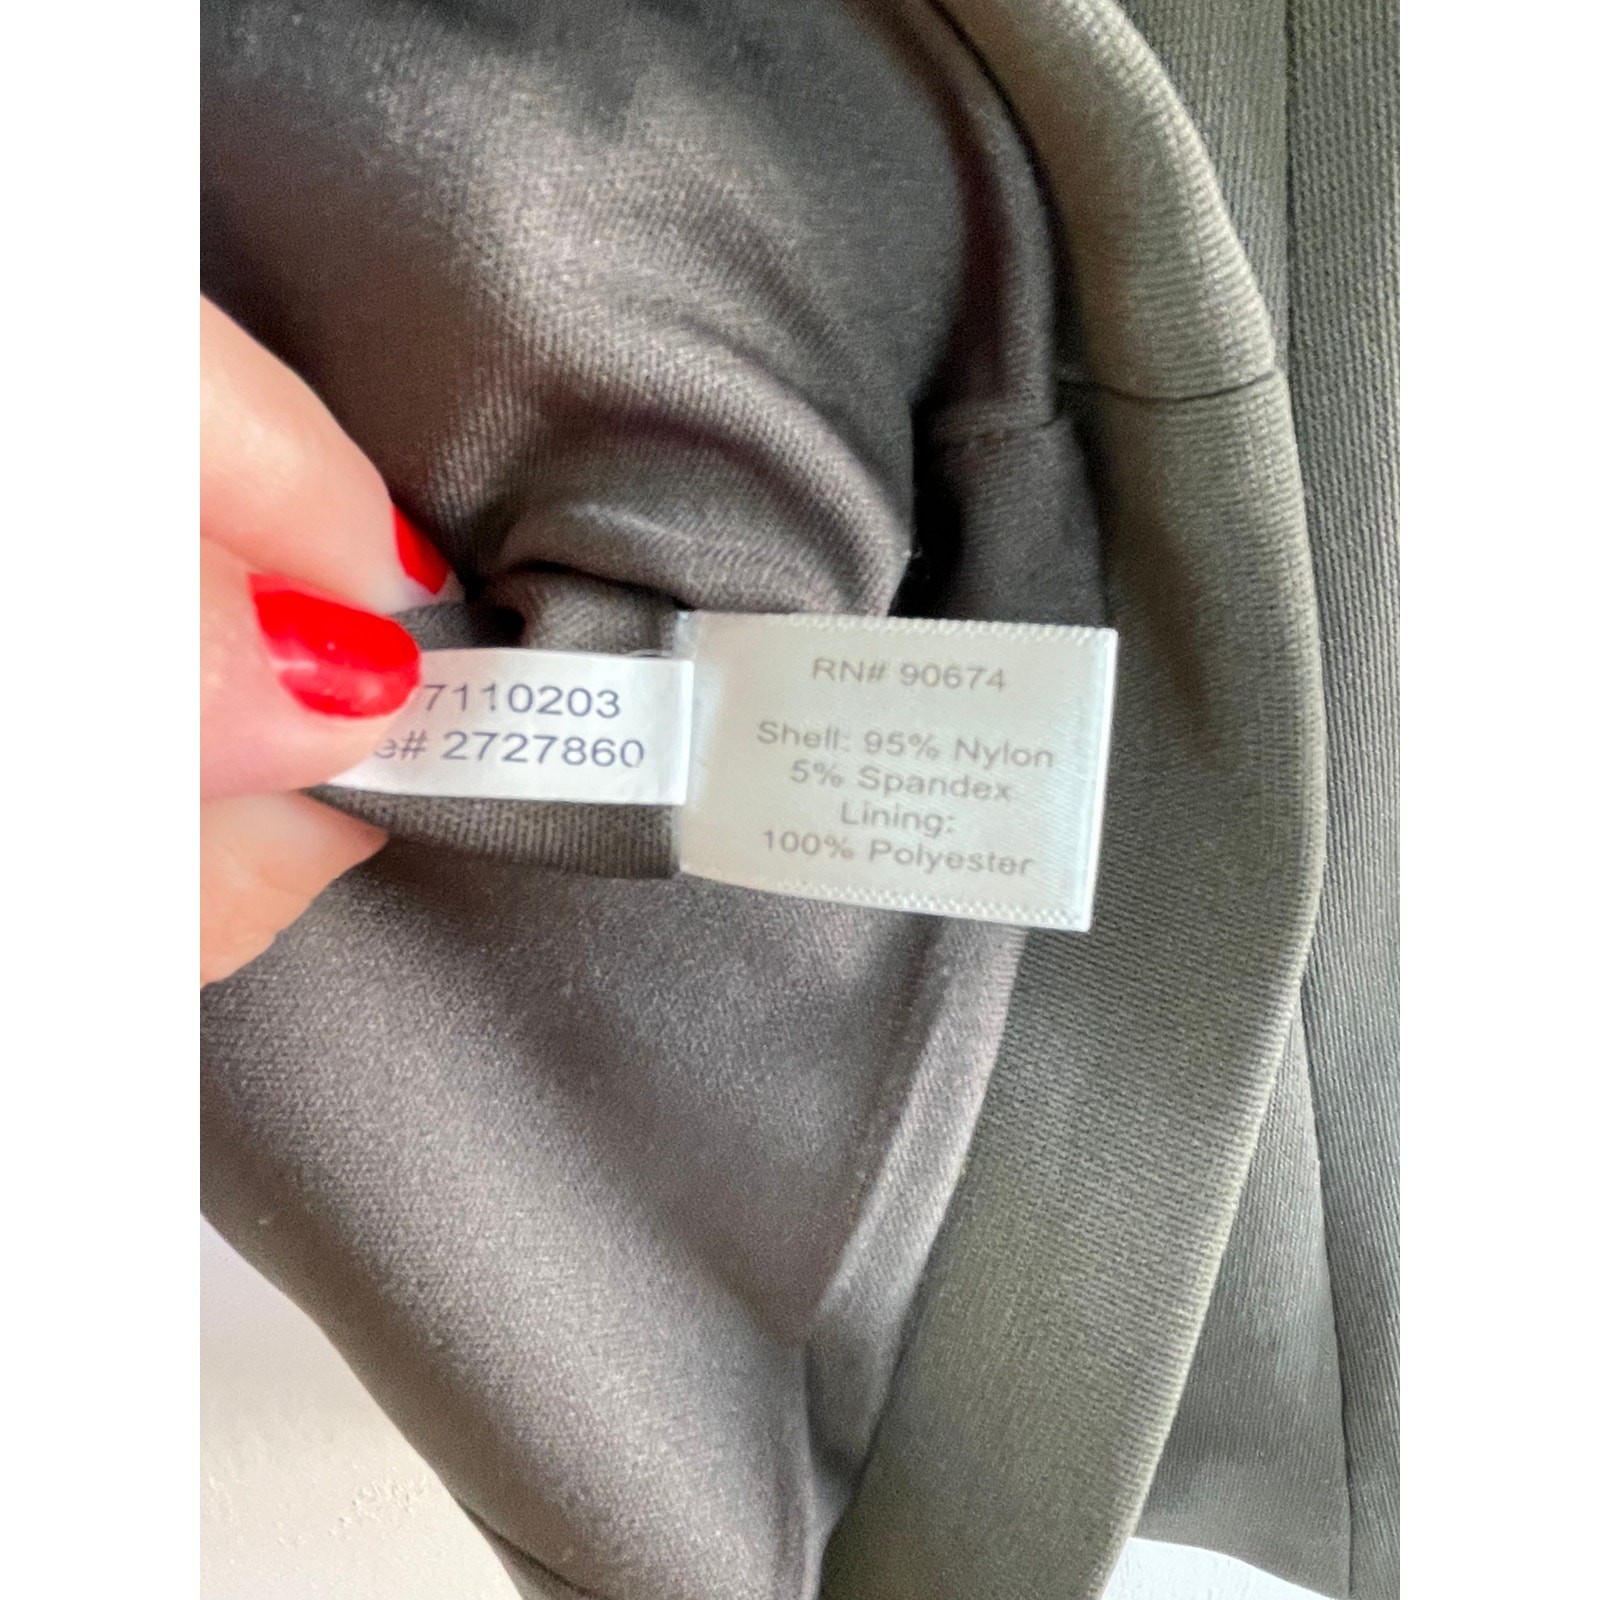 7110203
e# 2727860
RN# 90674
Shell: 95% Nylon
5% Spandex
Lining:
100% Polyester